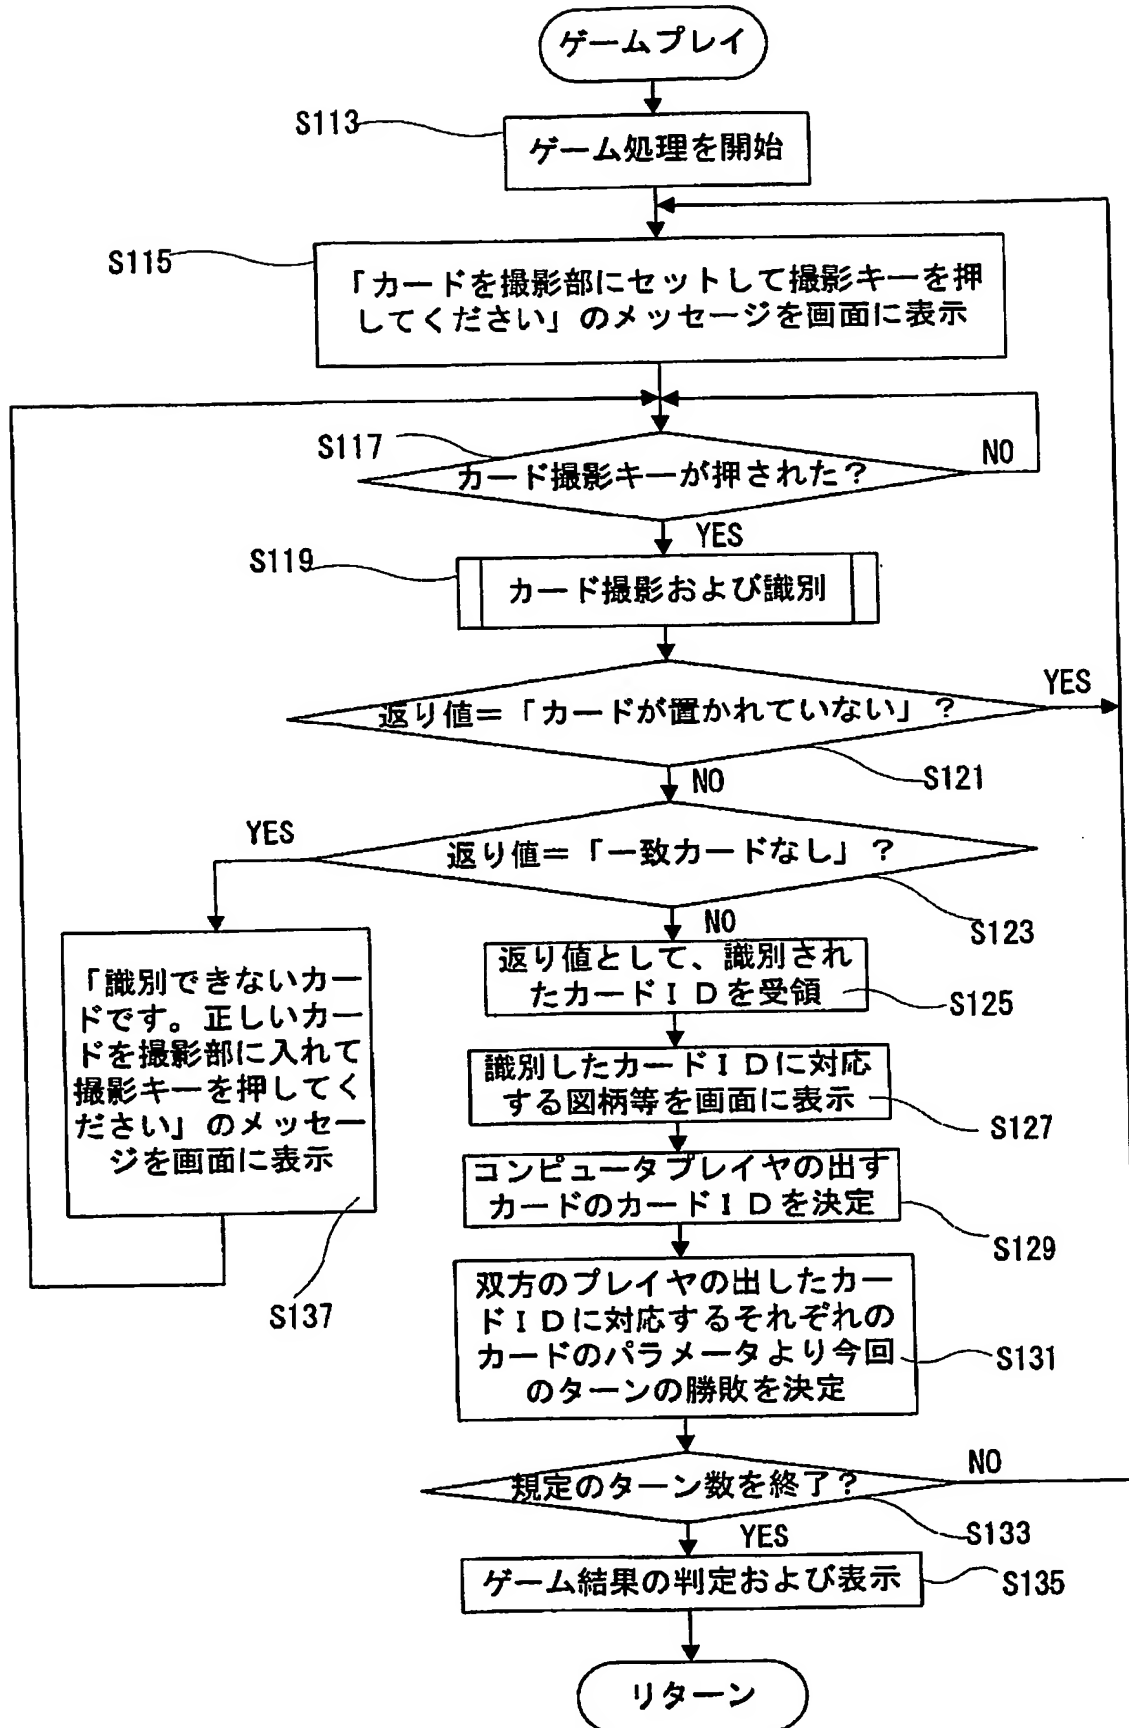 ゲームプレイ
S113
ゲーム処理を開始
S115
「カードを撮影部にセットして撮影キーを押
してください」のメッセージを画面に表示
S117
カード撮影キーが押された？
NO
YES
S119
カード撮影および識別
返り値＝「カードが置かれていない」？
YES
S121
NO
返り値＝「一致カードなし」？
YES
S123
NO
返り値として、識別され
たカードＩＤを受領
S125
「識別できないカー
ドです。正しいカー
ドを撮影部に入れて
撮影キーを押してく
ださい」のメッセー
ジを画面に表示
S137
識別したカードＩＤに対応
する図柄等を画面に表示
S127
コンピュータプレイヤの出す
カードのカードＩＤを決定
S129
双方のプレイヤの出したカー
ドＩＤに対応するそれぞれの
カードのパラメータより今回
のターンの勝敗を決定
S131
規定のターン数を終了？
NO
S133
YES
ゲーム結果の判定および表示
S135
リターン